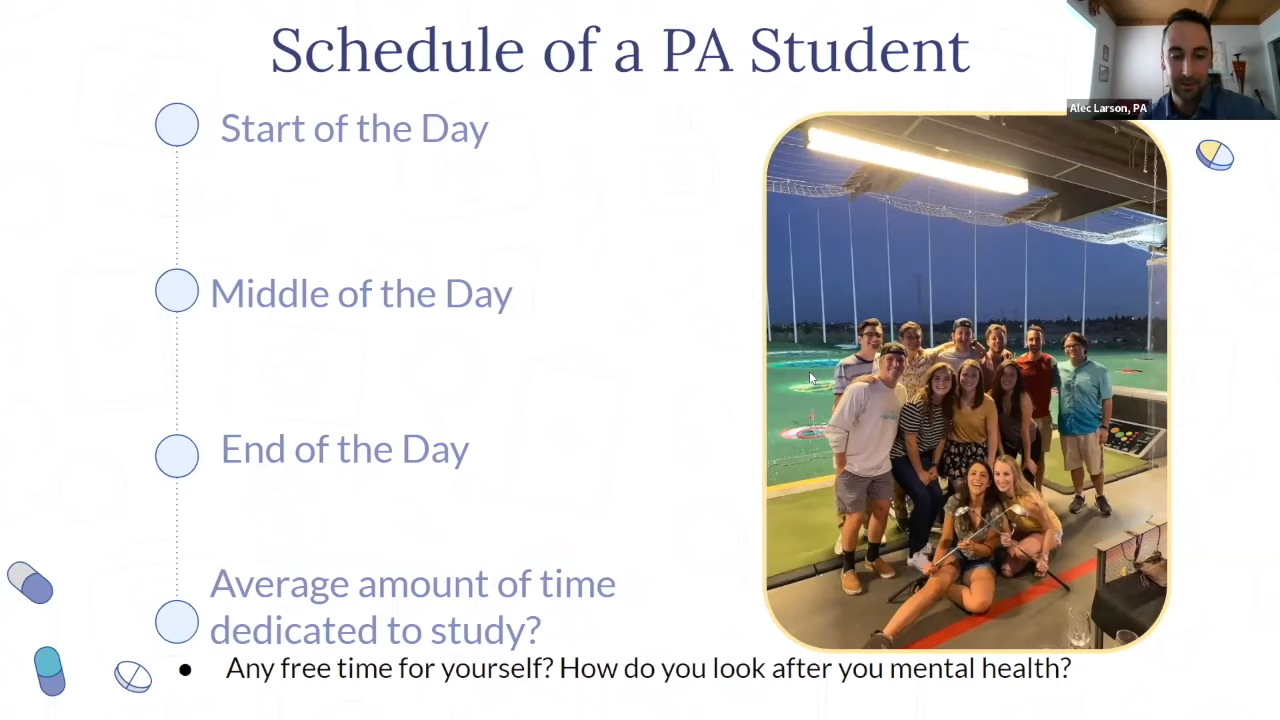 Schedule of a PA Student
Alec Larson, PA
Start of the Day
Middle of the Day
End of the Day
Average amount of time
dedicated to study?
● Any free time for yourself? How do you look after you mental health?